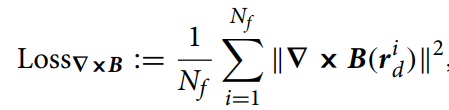 Loss∇×B := 1/N_f ∑_{i=1}^{N_f} ‖∇ × B(r_d^i)‖²,